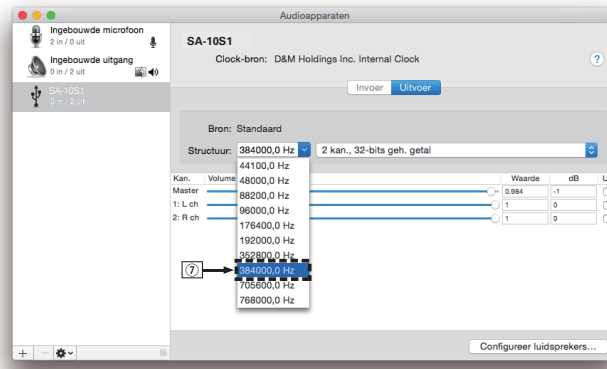 Audioapparaten
Ingebouwde microfoon
2 in / 0 uit
Ingebouwde uitgang
0 in / 2 uit
SA-10S1
0 in / 2 uit
SA-10S1
Clock-bron: D&M Holdings Inc. Internal Clock
?
Invoer Uitvoer
Bron: Standaard
Structuur: 384000,0 Hz 2 kan., 32-bits geh. getal
44100,0 Hz
48000,0 Hz
88200,0 Hz
96000,0 Hz
176400,0 Hz
192000,0 Hz
352800,0 Hz
⑦ 384000,0 Hz
705600,0 Hz
768000,0 Hz
Kan. Volume Waarde dB
Master 0.984 -1
1: L ch 1 0
2: R ch 1 0
Configureer luidsprekers...